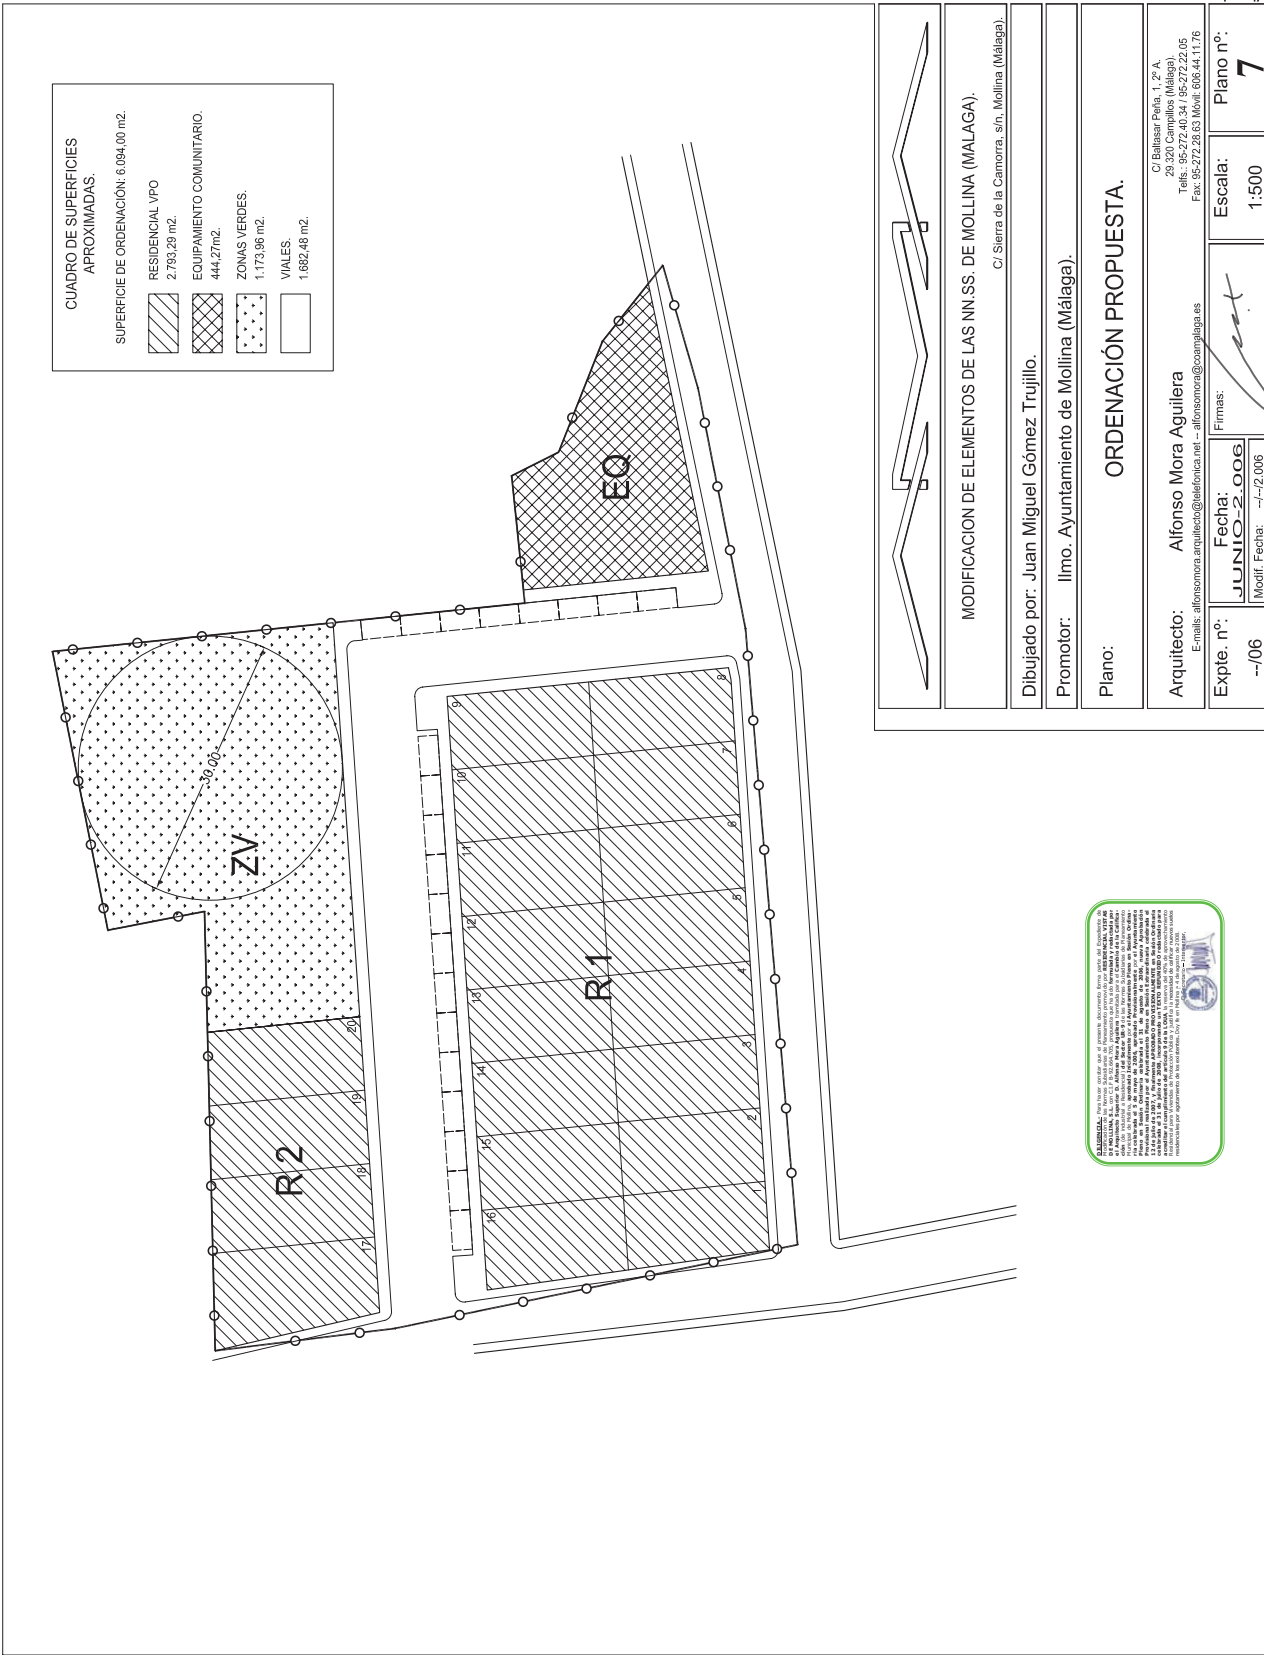 CUADRO DE SUPERFICIES
APROXIMADAS.
SUPERFICIE DE ORDENACIÓN: 6.094,00 m2.
RESIDENCIAL VPO
2.793,29 m2.
EQUIPAMIENTO COMUNITARIO.
444,27m2.
ZONAS VERDES.
1.173,96 m2.
VIALES.
1.682,48 m2.
ZV
30.00
EQ
R 2
17
18
19
20
R 1
9
10
11
12
13
14
15
16
1
2
3
4
5
6
7
8
MODIFICACION DE ELEMENTOS DE LAS NN.SS. DE MOLLINA (MALAGA).
C/ Sierra de la Camorra, s/n, Mollina (Málaga).
Dibujado por: Juan Miguel Gómez Trujillo.
Promotor: Ilmo. Ayuntamiento de Mollina (Málaga).
Plano: ORDENACIÓN PROPUESTA.
Arquitecto: Alfonso Mora Aguilera
E-mails: alfonsomora.arquitecto@telefonica.net -- alfonsomora@coamalaga.es
C/ Baltasar Peña, 1, 2º A.
29.320 Campillos (Málaga).
Telfs.: 95-272.40.34 / 95-272.22.05
Fax: 95-272.28.63 Móvil: 606.44.11.76
Expte. nº:
--/06
Fecha:
JUNIO-2.006
Modif. Fecha: --/--/2.006
Firmas:
Escala:
1:500
Plano nº:
7